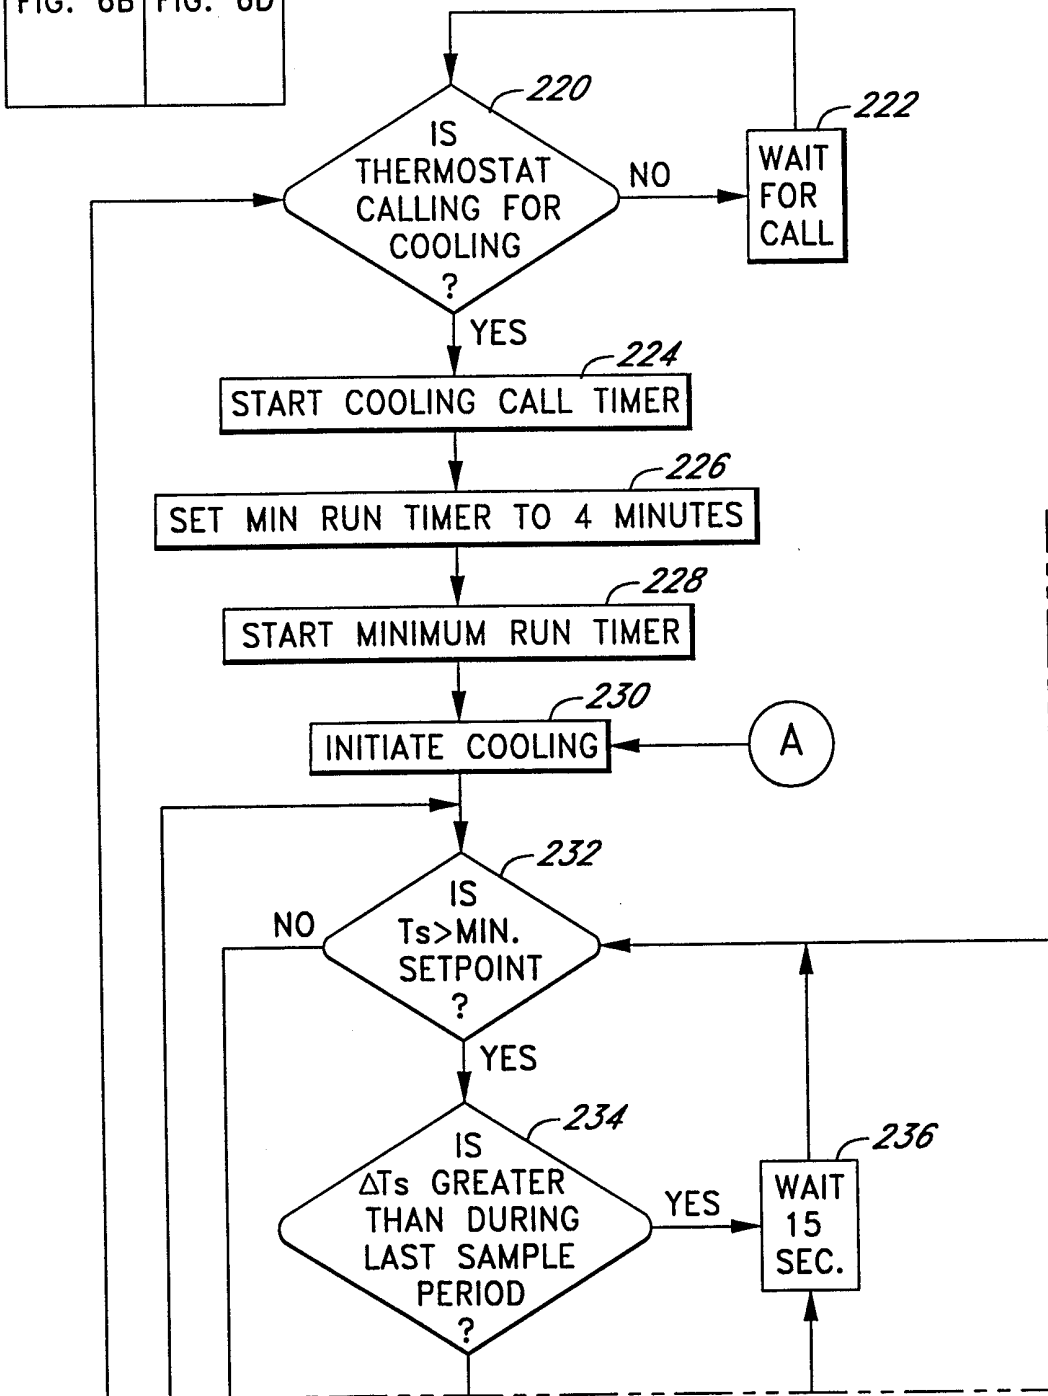 FIG. 6B FIG. 6D
220
IS
THERMOSTAT
CALLING FOR
COOLING
?
NO
222
WAIT
FOR
CALL
YES
224
START COOLING CALL TIMER
226
SET MIN RUN TIMER TO 4 MINUTES
228
START MINIMUM RUN TIMER
230
INITIATE COOLING
A
232
IS
Ts>MIN.
SETPOINT
?
NO
YES
234
IS
ΔTs GREATER
THAN DURING
LAST SAMPLE
PERIOD
?
YES
236
WAIT
15
SEC.